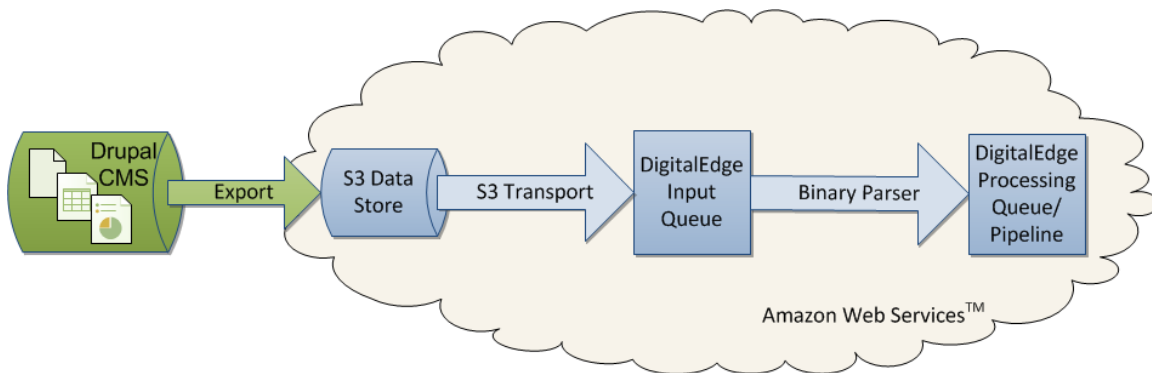 Drupal
CMS
Export
S3 Data
Store
S3 Transport
DigitalEdge
Input
Queue
Binary Parser
DigitalEdge
Processing
Queue/
Pipeline
Amazon Web Services™